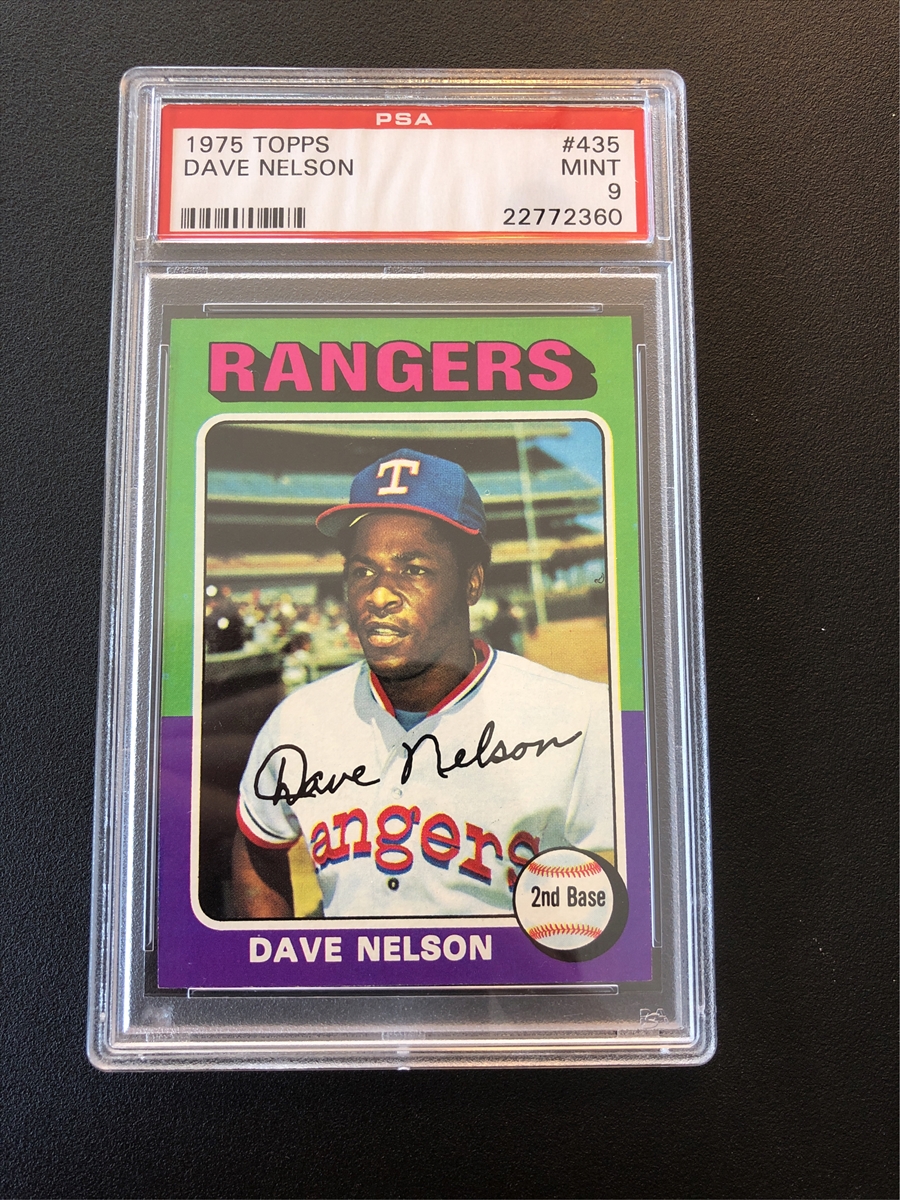 PSA
1975 TOPPS #435
DAVE NELSON MINT
9
22772360
RANGERS
T
Dave Nelson
angers
2nd Base
DAVE NELSON